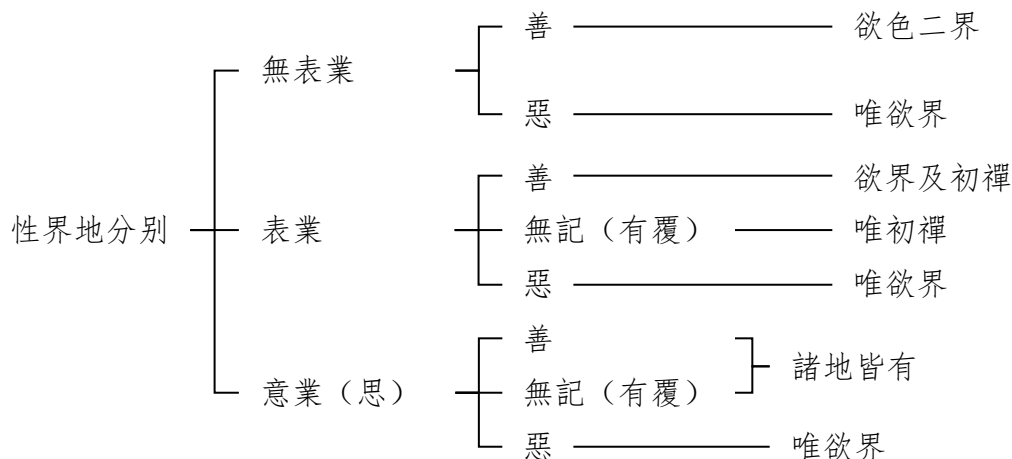 性界地分別
無表業
善 欲色二界
惡 唯欲界
表業
善 欲界及初禪
無記（有覆） 唯初禪
惡 唯欲界
意業（思）
善
無記（有覆）
諸地皆有
惡 唯欲界